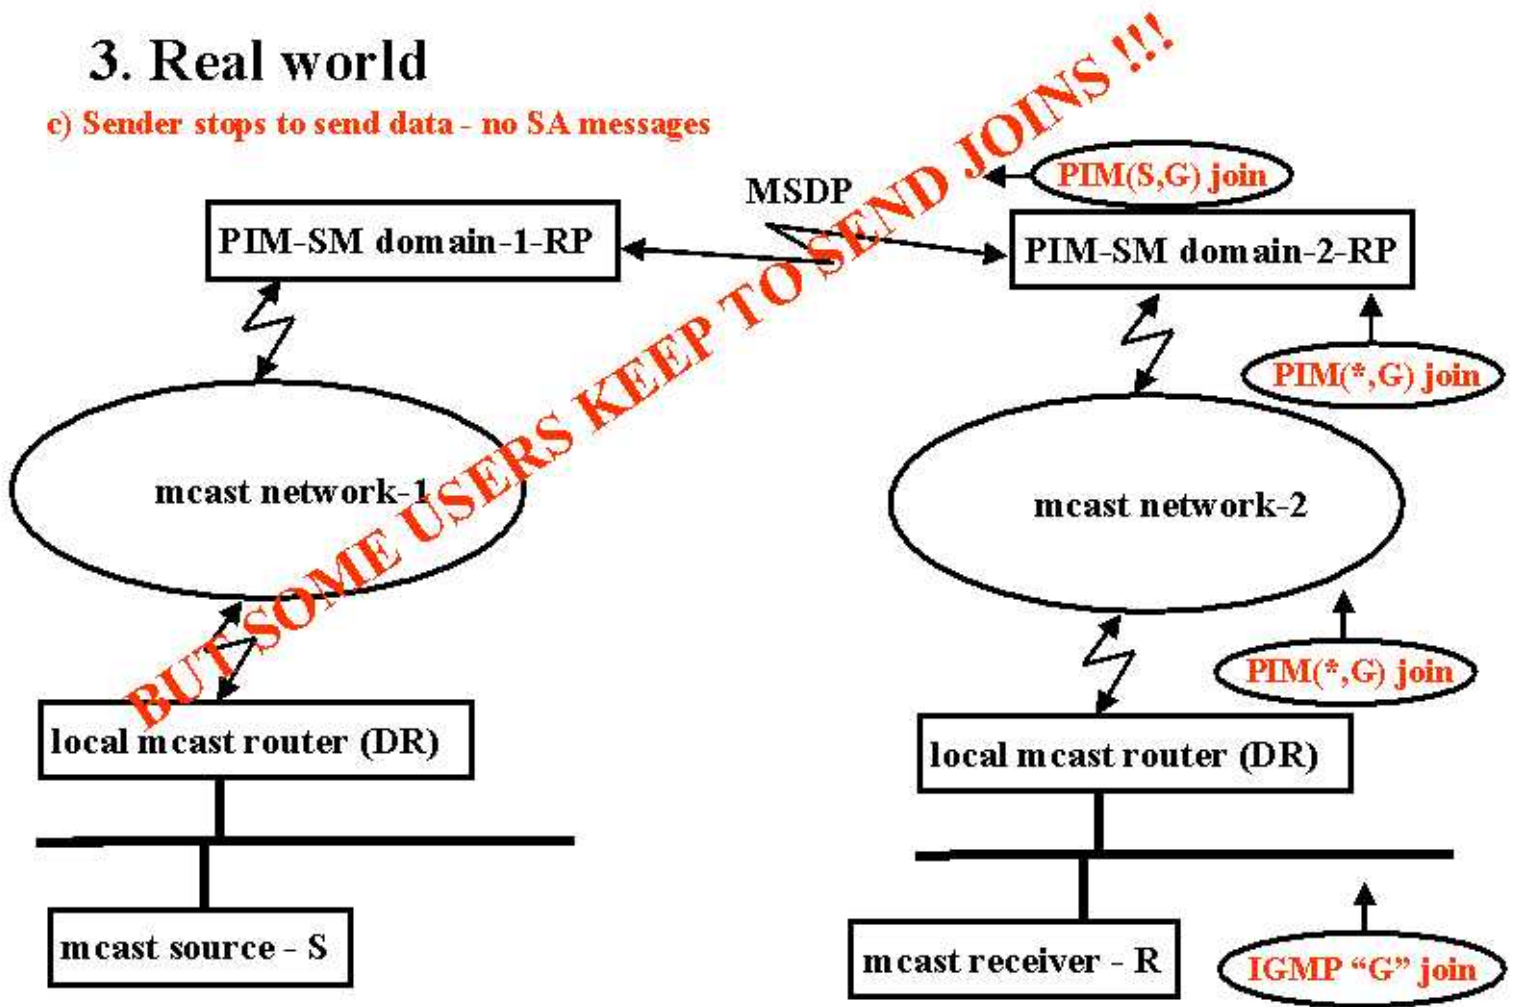 3. Real world
c) Sender stops to send data - no SA messages
BUT SOME USERS KEEP TO SEND JOINS !!!
MSDP
PIM(S,G) join
PIM-SM domain-1-RP
PIM-SM domain-2-RP
PIM(*,G) join
mcast network-1
mcast network-2
PIM(*,G) join
local mcast router (DR)
local mcast router (DR)
mcast source - S
mcast receiver - R
IGMP “G” join